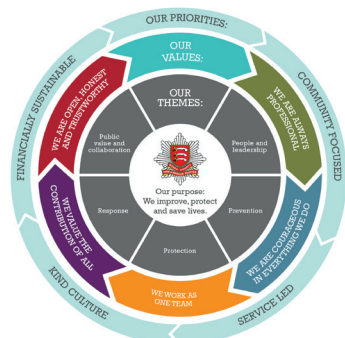 OUR PRIORITIES:
COMMUNITY FOCUSED
SERVICE LED
KIND CULTURE
FINANCIALLY SUSTAINABLE
OUR
VALUES:
WE ARE ALWAYS
PROFESSIONAL
WE ARE COURAGEOUS
IN EVERYTHING WE DO
WE WORK AS
ONE TEAM
WE VALUE THE
CONTRIBUTION OF ALL
WE ARE OPEN, HONEST
AND TRUSTWORTHY
OUR
THEMES:
People and
leadership
Prevention
Protection
Response
Public
value and
collaboration
Our purpose:
We improve, protect
and save lives.